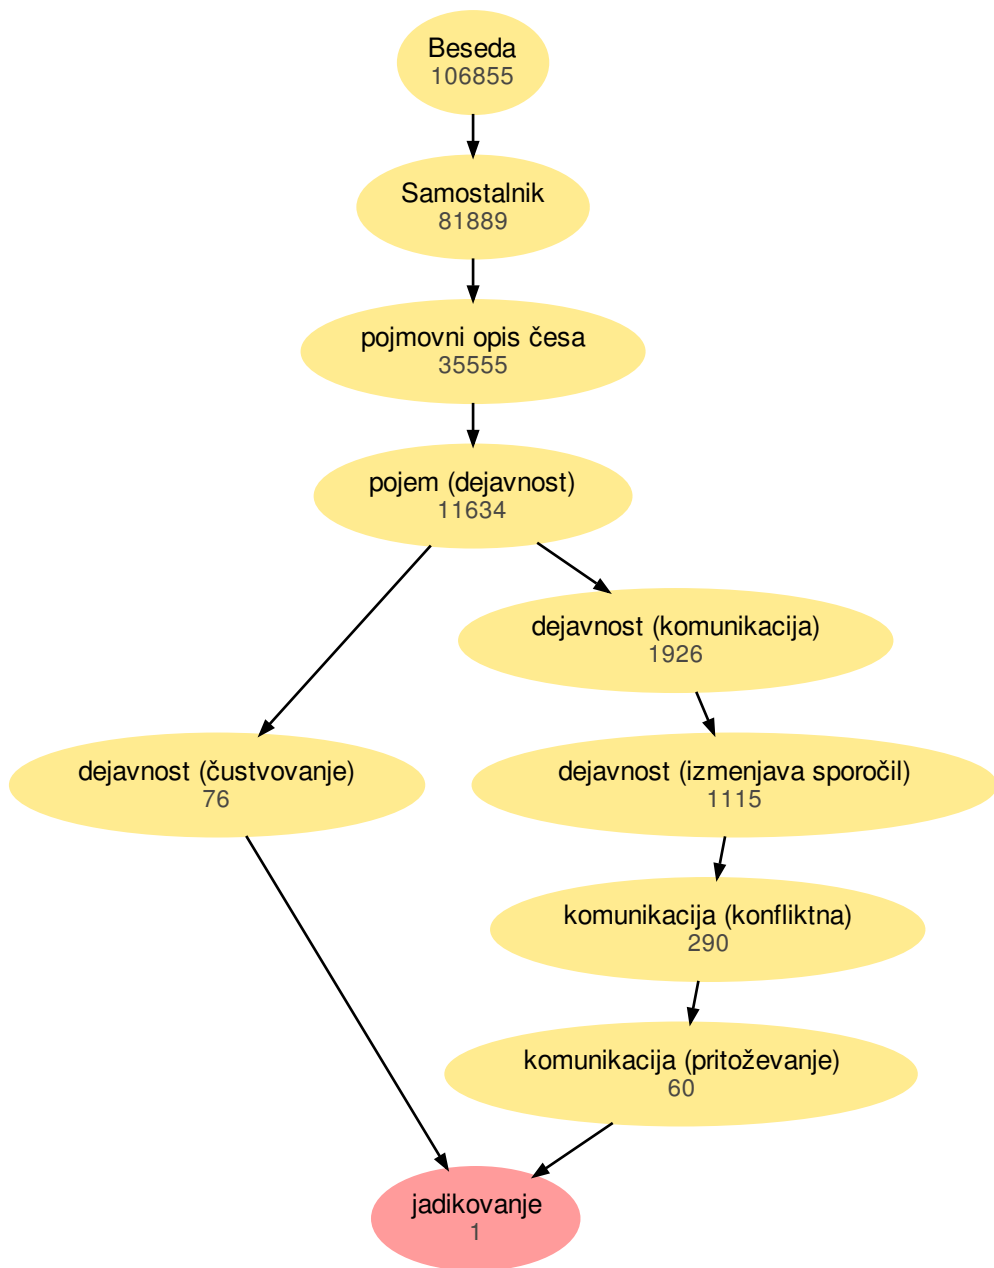 Beseda
106855
Samostalnik
81889
pojmovni opis česa
35555
pojem (dejavnost)
11634
dejavnost (komunikacija)
1926
dejavnost (čustvovanje)
76
dejavnost (izmenjava sporočil)
1115
komunikacija (konfliktna)
290
komunikacija (pritoževanje)
60
jadikovanje
1